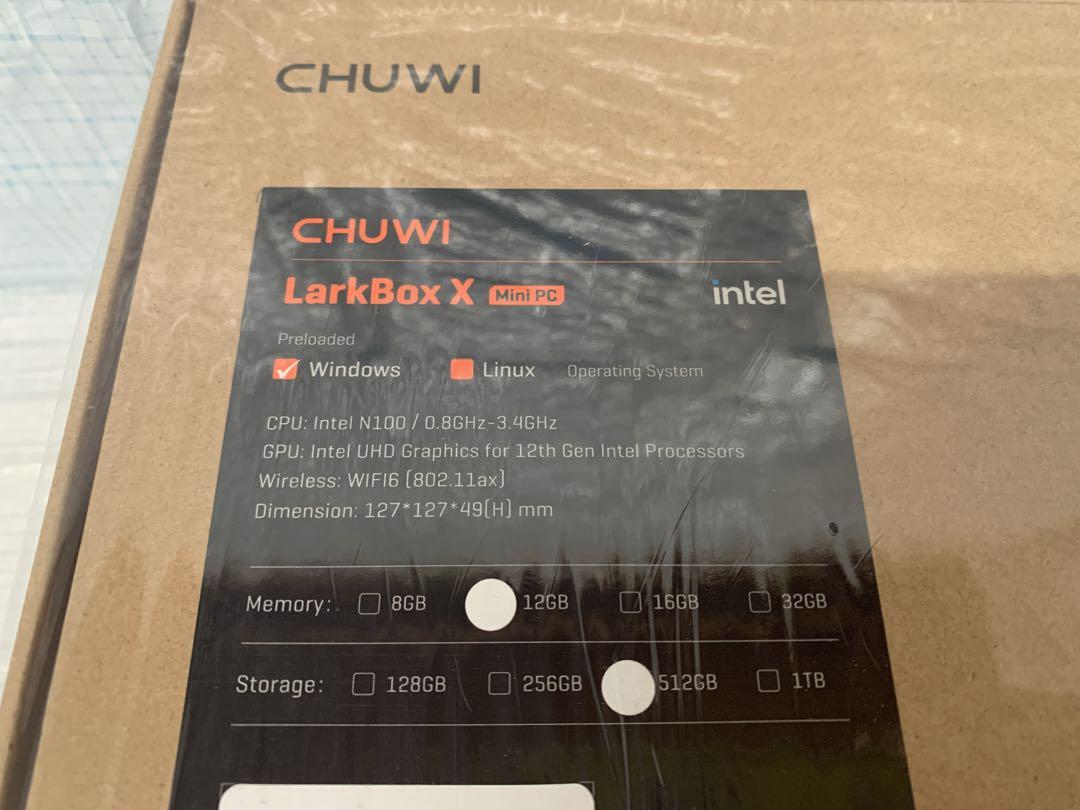 CHUWI
CHUWI
LarkBox X Mini PC intel
Preloaded
Windows Linux Operating System
CPU: Intel N100 / 0.8GHz-3.4GHz
GPU: Intel UHD Graphics for 12th Gen Intel Processors
Wireless: WIFI6 [802.11ax]
Dimension: 127*127*49[H] mm
Memory: 8GB 12GB 16GB 32GB
Storage: 128GB 256GB 512GB 1TB